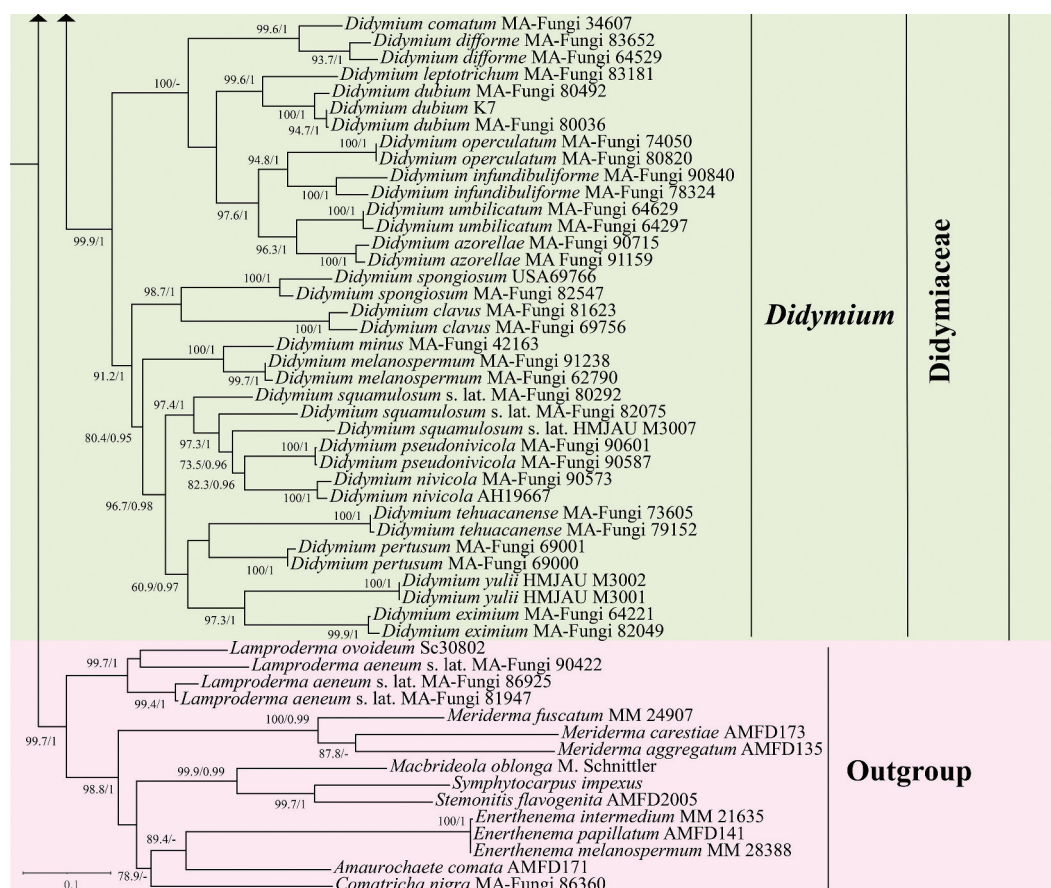 99.6/1
Didymium comatum MA-Fungi 34607
Didymium difforme MA-Fungi 83652
93.7/1
Didymium difforme MA-Fungi 64529
100/-
99.6/1
Didymium leptotrichum MA-Fungi 83181
Didymium dubium MA-Fungi 80492
100/1
Didymium dubium K7
94.7/1
Didymium dubium MA-Fungi 80036
100/1
Didymium operculatum MA-Fungi 74050
94.8/1
Didymium operculatum MA-Fungi 80820
Didymium infundibuliforme MA-Fungi 90840
100/1
Didymium infundibuliforme MA-Fungi 78324
97.6/1
100/1
Didymium umbilicatum MA-Fungi 64629
Didymium umbilicatum MA-Fungi 64297
99.9/1
96.3/1
Didymium azorellae MA-Fungi 90715
100/1
Didymium azorellae MA Fungi 91159
100/1
Didymium spongiosum USA69766
98.7/1
Didymium spongiosum MA-Fungi 82547
Didymium clavus MA-Fungi 81623
100/1
Didymium clavus MA-Fungi 69756
Didymium
Didymiaceae
100/1
Didymium minus MA-Fungi 42163
Didymium melanospermum MA-Fungi 91238
91.2/1
99.7/1
Didymium melanospermum MA-Fungi 62790
97.4/1
Didymium squamulosum s. lat. MA-Fungi 80292
Didymium squamulosum s. lat. MA-Fungi 82075
80.4/0.95
97.3/1
Didymium squamulosum s. lat. HMJAU M3007
73.5/0.96
100/1
Didymium pseudonivicola MA-Fungi 90601
Didymium pseudonivicola MA-Fungi 90587
82.3/0.96
Didymium nivicola MA-Fungi 90573
100/1
Didymium nivicola AH19667
96.7/0.98
100/1
Didymium tehuacanense MA-Fungi 73605
Didymium tehuacanense MA-Fungi 79152
Didymium pertusum MA-Fungi 69001
100/1
Didymium pertusum MA-Fungi 69000
60.9/0.97
100/1
Didymium yulii HMJAU M3002
Didymium yulii HMJAU M3001
97.3/1
Didymium eximium MA-Fungi 64221
99.9/1
Didymium eximium MA-Fungi 82049
Lamproderma ovoideum Sc30802
99.7/1
Lamproderma aeneum s. lat. MA-Fungi 90422
Lamproderma aeneum s. lat. MA-Fungi 86925
99.4/1
Lamproderma aeneum s. lat. MA-Fungi 81947
99.7/1
100/0.99
Meriderma fuscatum MM 24907
Meriderma carestiae AMFD173
87.8/-
Meriderma aggregatum AMFD135
Outgroup
98.8/1
99.9/0.99
Macbrideola oblonga M. Schnittler
Symphytocarpus impexus
99.7/1
Stemonitis flavogenita AMFD2005
100/1
Enerthenema intermedium MM 21635
89.4/-
Enerthenema papillatum AMFD141
Enerthenema melanospermum MM 28388
78.9/-
Amaurochaete comata AMFD171
Comatricha nigra MA-Fungi 86360
0.1